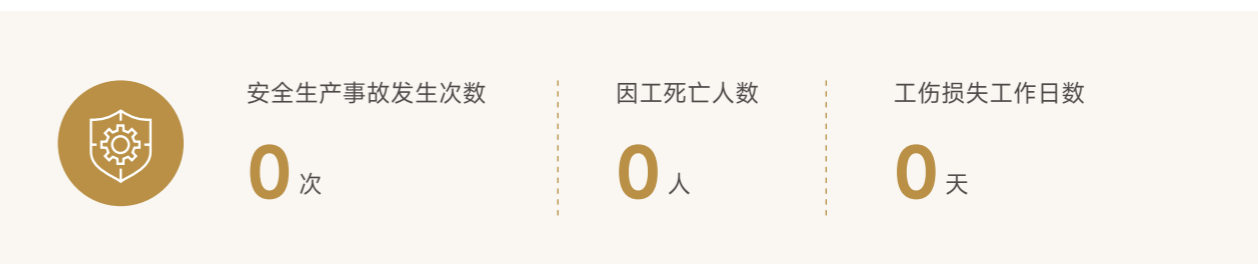 安全生产事故发生次数
0 次
因工死亡人数
0 人
工伤损失工作日数
0 天